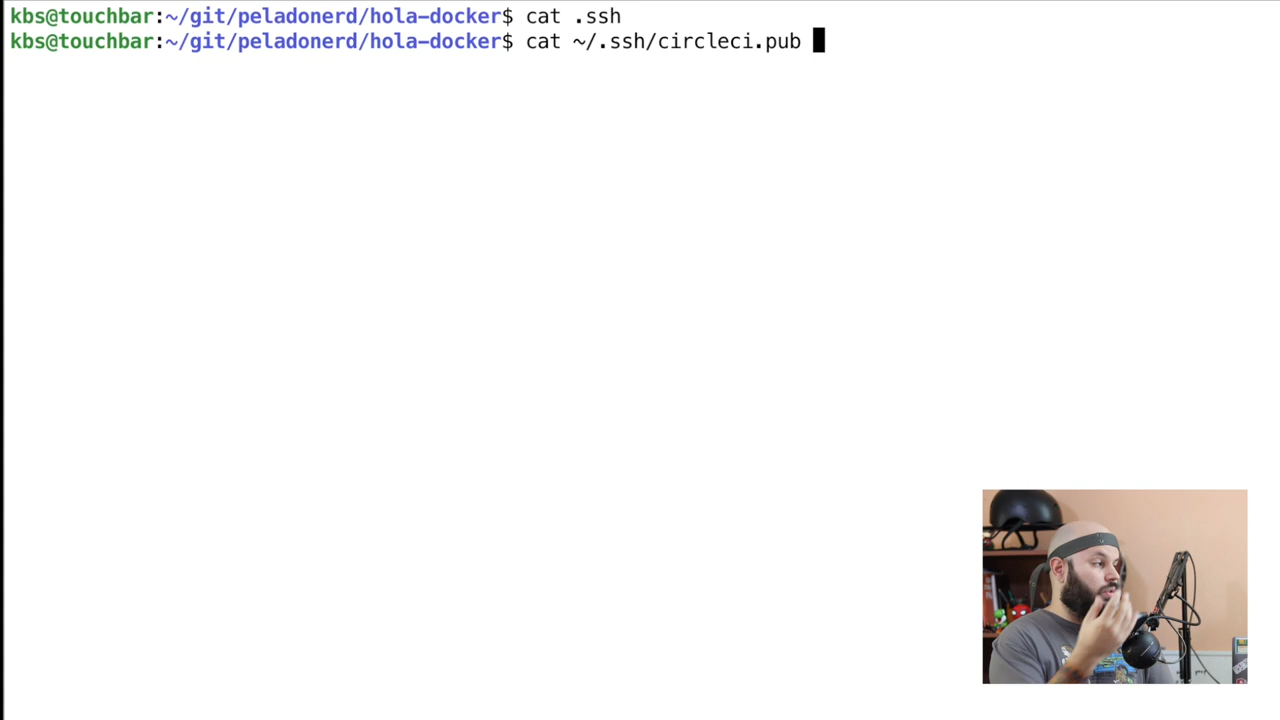 kbs@touchbar:~/git/peladonerd/hola-docker$ cat .ssh
kbs@touchbar:~/git/peladonerd/hola-docker$ cat ~/.ssh/circleci.pub